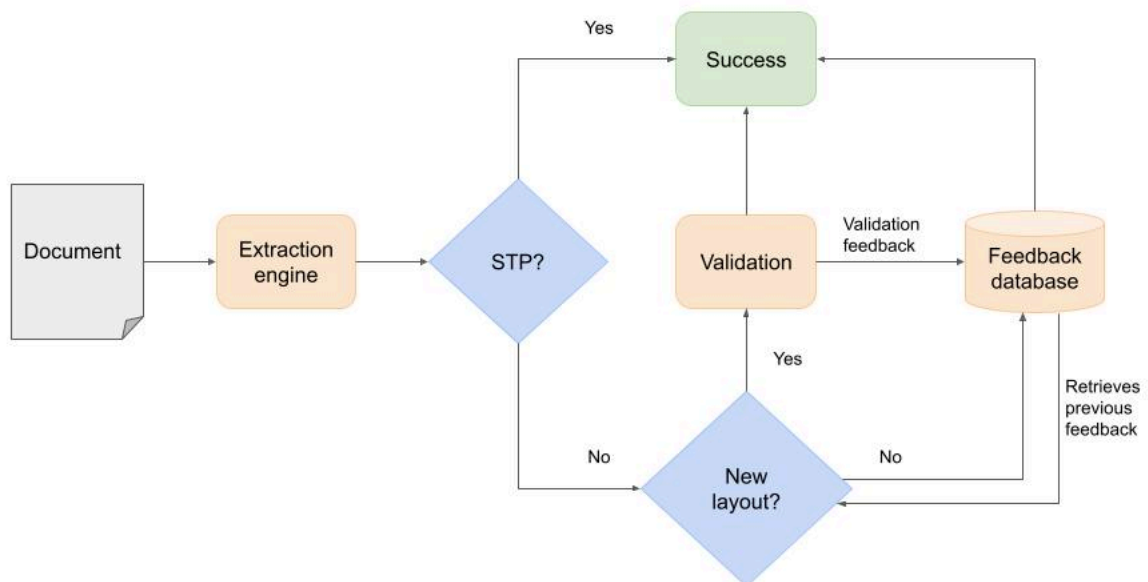 Yes
Success
Document
Extraction
engine
STP?
Validation
Validation
feedback
Feedback
database
Yes
Retrieves
previous
feedback
No
No
New
layout?